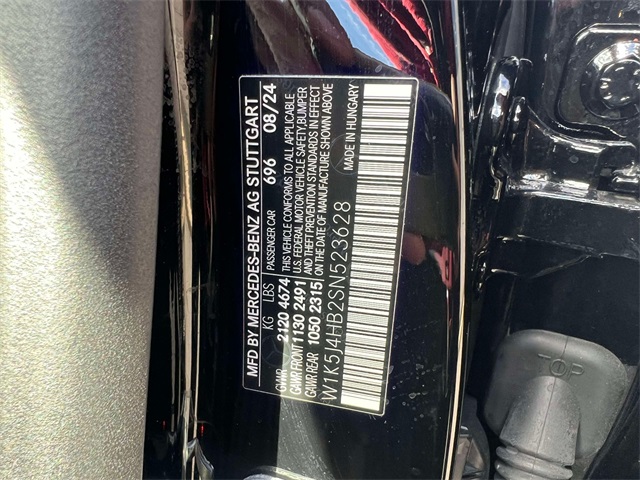 MFD BY MERCEDES-BENZ AG STUTTGART
PASSENGER CAR 696 08/24
KG LBS
GVWR 2120 4674
GAWR FRONT 1130 2491
GAWR REAR 1050 2315
THIS VEHICLE CONFORMS TO ALL APPLICABLE
U.S. FEDERAL MOTOR VEHICLE SAFETY, BUMPER
AND THEFT PREVENTION STANDARDS IN EFFECT
ON THE DATE OF MANUFACTURE SHOWN ABOVE
MADE IN HUNGARY
W1K5J4HB2SN523628
TOP